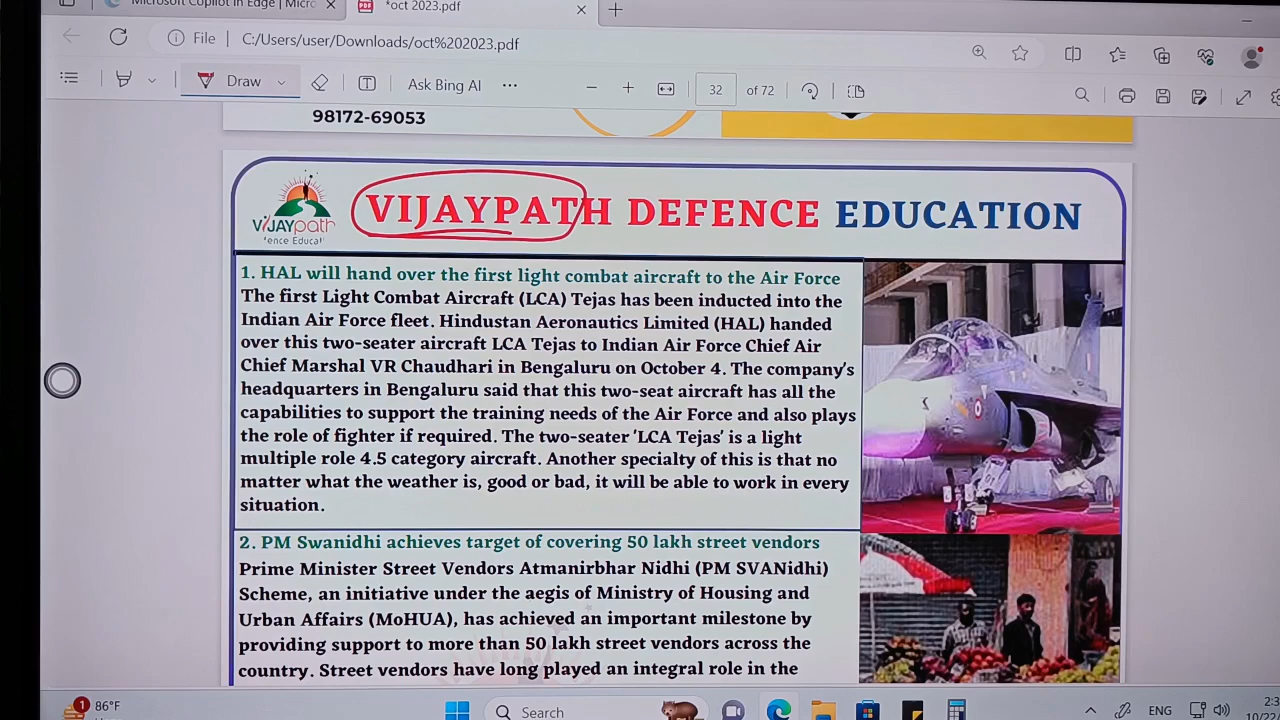 Microsoft Copilot in Edge | Micro
*oct 2023.pdf
File | C:/Users/user/Downloads/oct%202023.pdf
Draw
Ask Bing AI
32 of 72
98172-69053
VIJAYPATH DEFENCE EDUCATION
ViJAYpath
1. HAL will hand over the first light combat aircraft to the Air Force
The first Light Combat Aircraft (LCA) Tejas has been inducted into the
Indian Air Force fleet. Hindustan Aeronautics Limited (HAL) handed
over this two-seater aircraft LCA Tejas to Indian Air Force Chief Air
Chief Marshal VR Chaudhari in Bengaluru on October 4. The company's
headquarters in Bengaluru said that this two-seat aircraft has all the
capabilities to support the training needs of the Air Force and also plays
the role of fighter if required. The two-seater 'LCA Tejas' is a light
multiple role 4.5 category aircraft. Another specialty of this is that no
matter what the weather is, good or bad, it will be able to work in every
situation.
2. PM Swanidhi achieves target of covering 50 lakh street vendors
Prime Minister Street Vendors Atmanirbhar Nidhi (PM SVANidhi)
Scheme, an initiative under the aegis of Ministry of Housing and
Urban Affairs (MoHUA), has achieved an important milestone by
providing support to more than 50 lakh street vendors across the
country. Street vendors have long played an integral role in the
1
86°F
Search
ENG